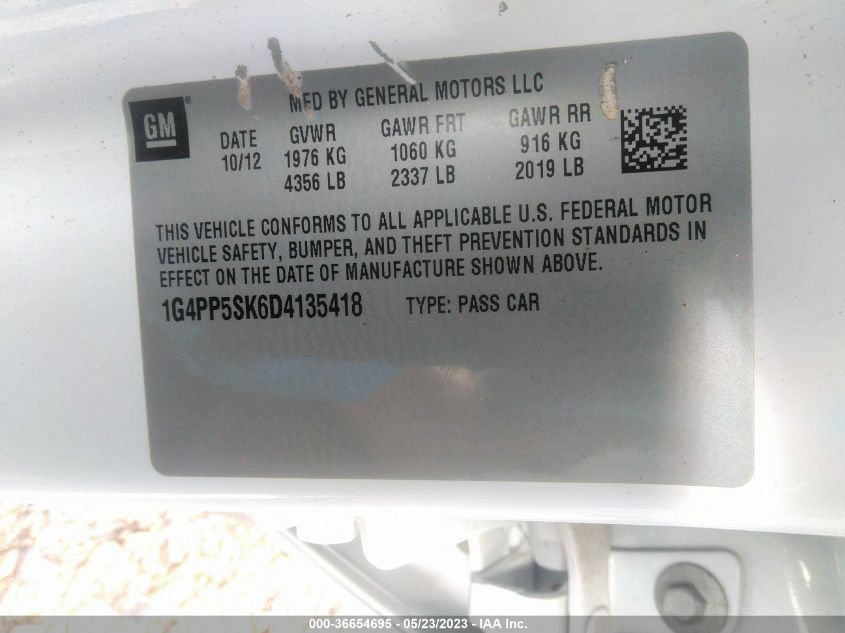 MFD BY GENERAL MOTORS LLC
GM ®
DATE GVWR GAWR FRT GAWR RR
10/12 1976 KG 1060 KG 916 KG
4356 LB 2337 LB 2019 LB
THIS VEHICLE CONFORMS TO ALL APPLICABLE U.S. FEDERAL MOTOR
VEHICLE SAFETY, BUMPER, AND THEFT PREVENTION STANDARDS IN
EFFECT ON THE DATE OF MANUFACTURE SHOWN ABOVE.
1G4PP5SK6D4135418 TYPE: PASS CAR
000-36654695 - 05/23/2023 - IAA Inc.